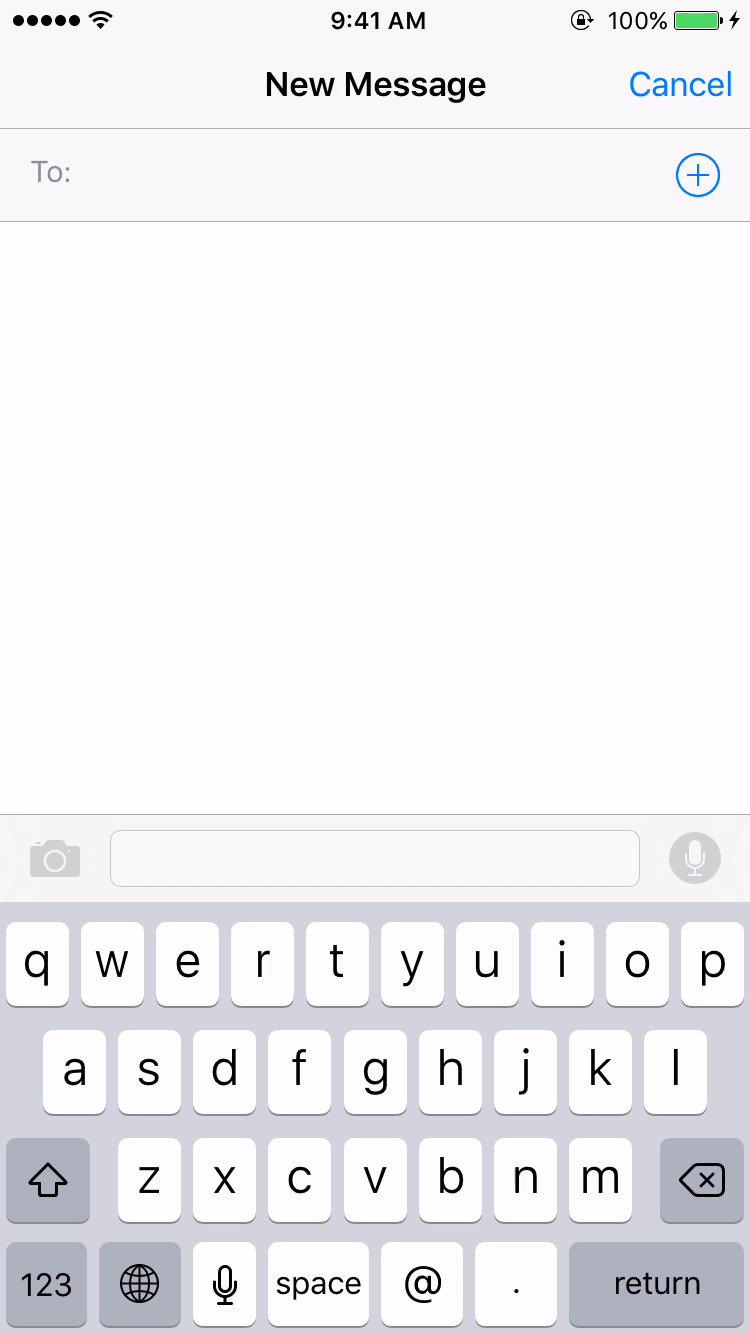 9:41 AM 100%
New Message Cancel
To:
q w e r t y u i o p
a s d f g h j k l
z x c v b n m
123 space @ . return